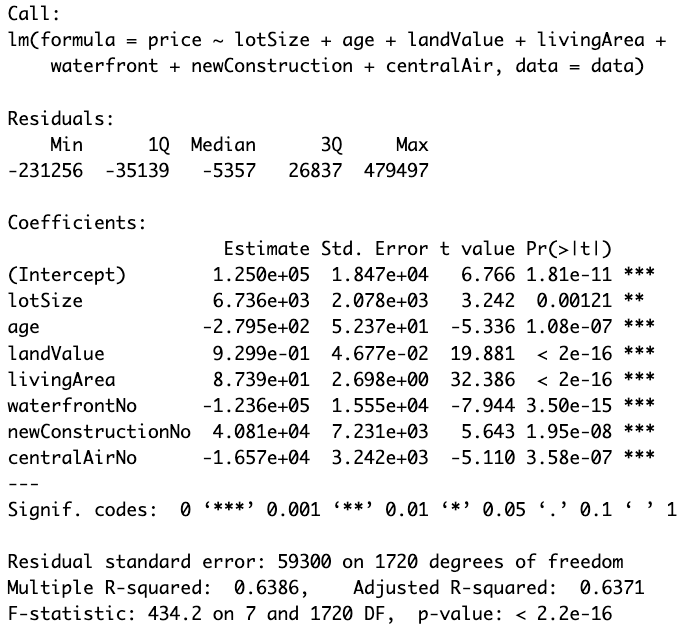 Call:
lm(formula = price ~ lotSize + age + landValue + livingArea +
    waterfront + newConstruction + centralAir, data = data)

Residuals:
    Min      1Q  Median      3Q     Max
-231256  -35139   -5357   26837  479497

Coefficients:
                    Estimate Std. Error t value Pr(>|t|)
(Intercept)        1.250e+05  1.847e+04   6.766 1.81e-11 ***
lotSize            6.736e+03  2.078e+03   3.242  0.00121 **
age               -2.795e+02  5.237e+01  -5.336 1.08e-07 ***
landValue          9.299e-01  4.677e-02  19.881  < 2e-16 ***
livingArea         8.739e+01  2.698e+00  32.386  < 2e-16 ***
waterfrontNo      -1.236e+05  1.555e+04  -7.944 3.50e-15 ***
newConstructionNo  4.081e+04  7.231e+03   5.643 1.95e-08 ***
centralAirNo      -1.657e+04  3.242e+03  -5.110 3.58e-07 ***
---
Signif. codes:  0 ‘***’ 0.001 ‘**’ 0.01 ‘*’ 0.05 ‘.’ 0.1 ‘ ’ 1

Residual standard error: 59300 on 1720 degrees of freedom
Multiple R-squared:  0.6386,    Adjusted R-squared:  0.6371
F-statistic: 434.2 on 7 and 1720 DF,  p-value: < 2.2e-16